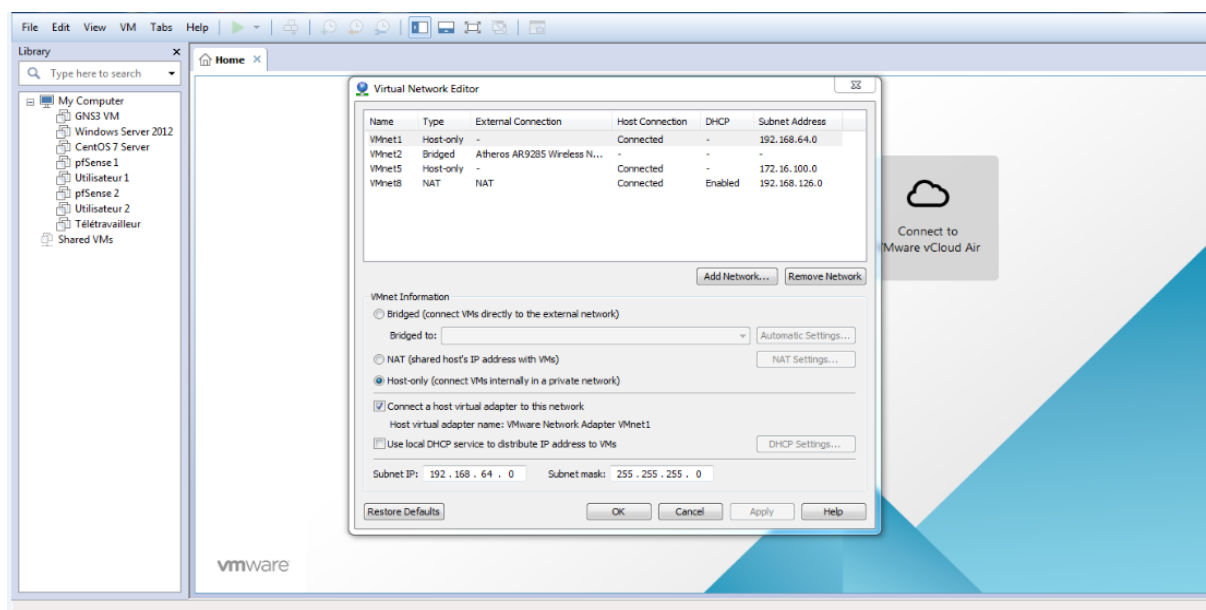 File Edit View VM Tabs Help
Library
Home
Type here to search
My Computer
GNS3 VM
Windows Server 2012
CentOS 7 Server
pfSense 1
Utilisateur 1
pfSense 2
Utilisateur 2
Télétravailleur
Shared VMs
Virtual Network Editor
Name Type External Connection Host Connection DHCP Subnet Address
VMnet1 Host-only - Connected - 192.168.64.0
VMnet2 Bridged Atheros AR9285 Wireless N... - - -
VMnet5 Host-only - Connected - 172.16.100.0
VMnet8 NAT NAT Connected Enabled 192.168.126.0
Add Network... Remove Network
VMnet Information
Bridged (connect VMs directly to the external network)
Bridged to: Automatic Settings...
NAT (shared host's IP address with VMs) NAT Settings...
Host-only (connect VMs internally in a private network)
Connect a host virtual adapter to this network
Host virtual adapter name: VMware Network Adapter VMnet1
Use local DHCP service to distribute IP address to VMs DHCP Settings...
Subnet IP: 192 . 168 . 64 . 0 Subnet mask: 255 . 255 . 255 . 0
Restore Defaults OK Cancel Apply Help
Connect to
VMware vCloud Air
vmware